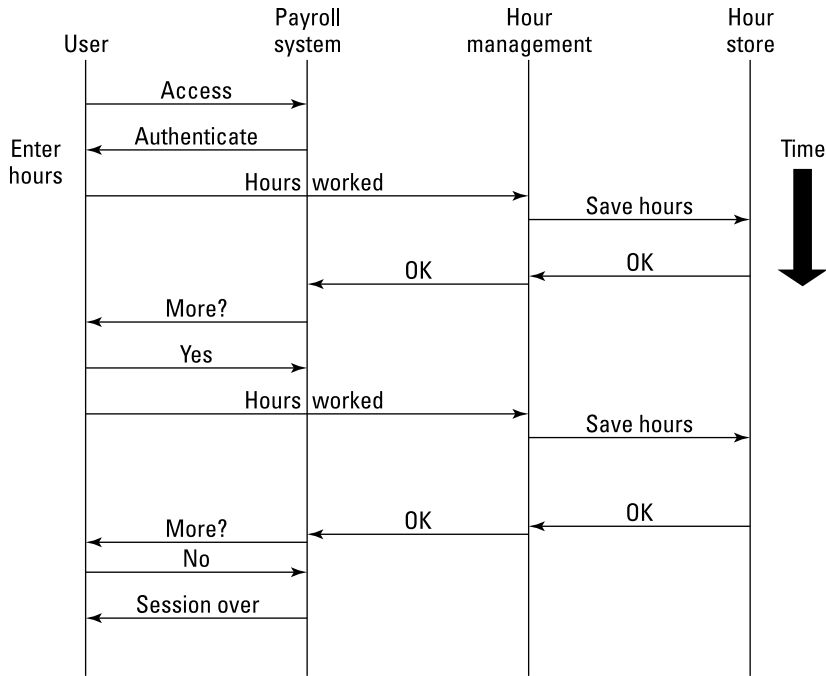 User
Payroll
system
Hour
management
Hour
store
Access
Authenticate
Enter
hours
Time
Hours worked
Save hours
OK
OK
More?
Yes
Hours worked
Save hours
OK
OK
More?
No
Session over